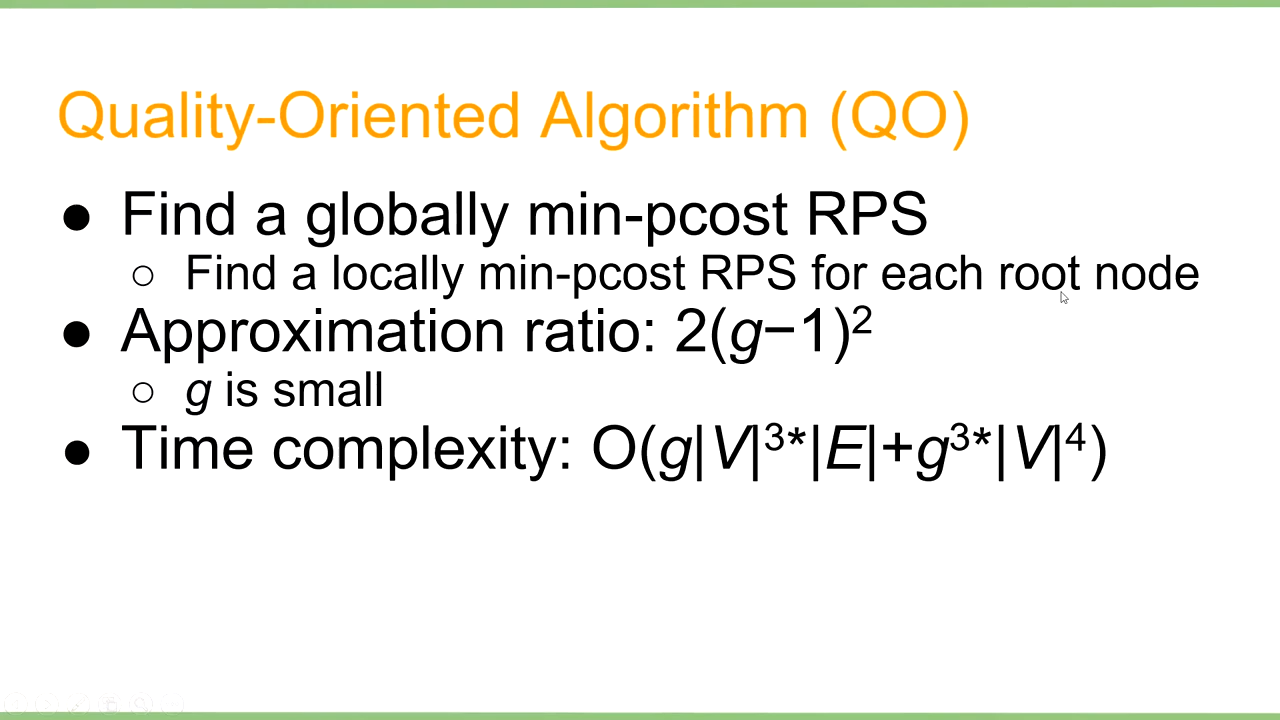 Quality-Oriented Algorithm (QO)
● Find a globally min-pcost RPS
○ Find a locally min-pcost RPS for each root node
● Approximation ratio: 2(g−1)²
○ g is small
● Time complexity: O(g|V|³*|E|+g³*|V|⁴)